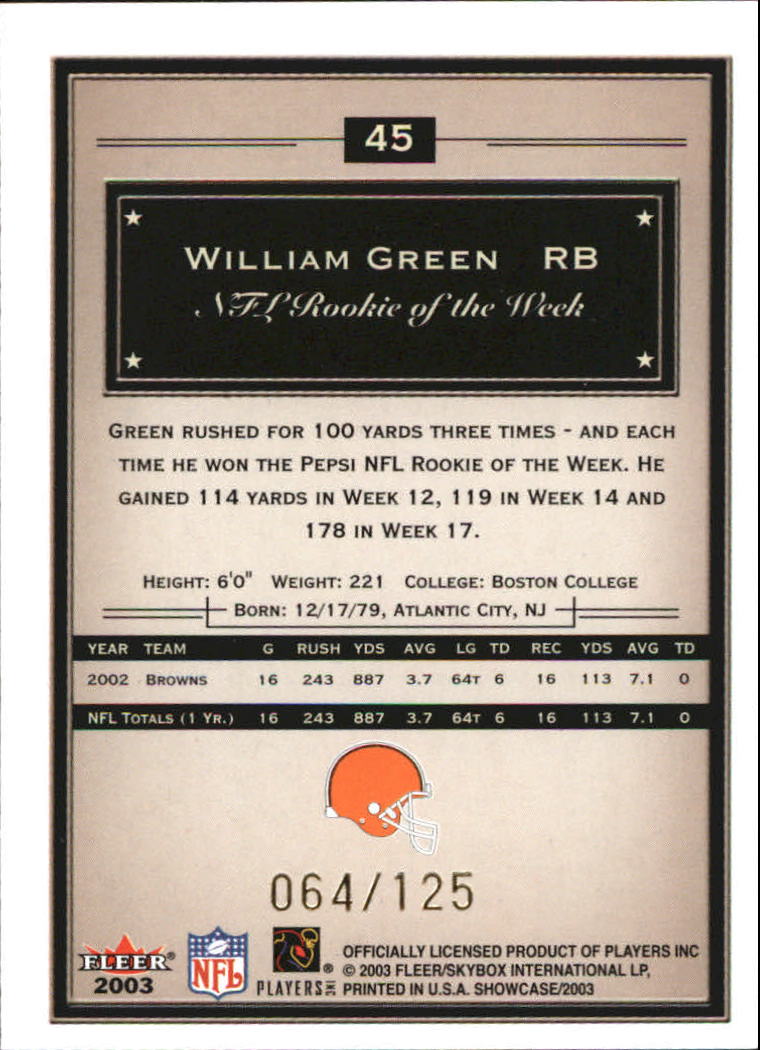 45
WILLIAM GREEN RB
NFL Rookie of the Week
GREEN RUSHED FOR 100 YARDS THREE TIMES - AND EACH
TIME HE WON THE PEPSI NFL ROOKIE OF THE WEEK. HE
GAINED 114 YARDS IN WEEK 12, 119 IN WEEK 14 AND
178 IN WEEK 17.
HEIGHT: 6'0" WEIGHT: 221 COLLEGE: BOSTON COLLEGE
BORN: 12/17/79, ATLANTIC CITY, NJ
YEAR TEAM G RUSH YDS AVG LG TD REC YDS AVG TD
2002 BROWNS 16 243 887 3.7 64T 6 16 113 7.1 0
NFL TOTALS (1 YR.) 16 243 887 3.7 64T 6 16 113 7.1 0
064/125
FLEER®
2003
NFL
®
PLAYERS INC
OFFICIALLY LICENSED PRODUCT OF PLAYERS INC
© 2003 FLEER/SKYBOX INTERNATIONAL LP,
PRINTED IN U.S.A. SHOWCASE/2003